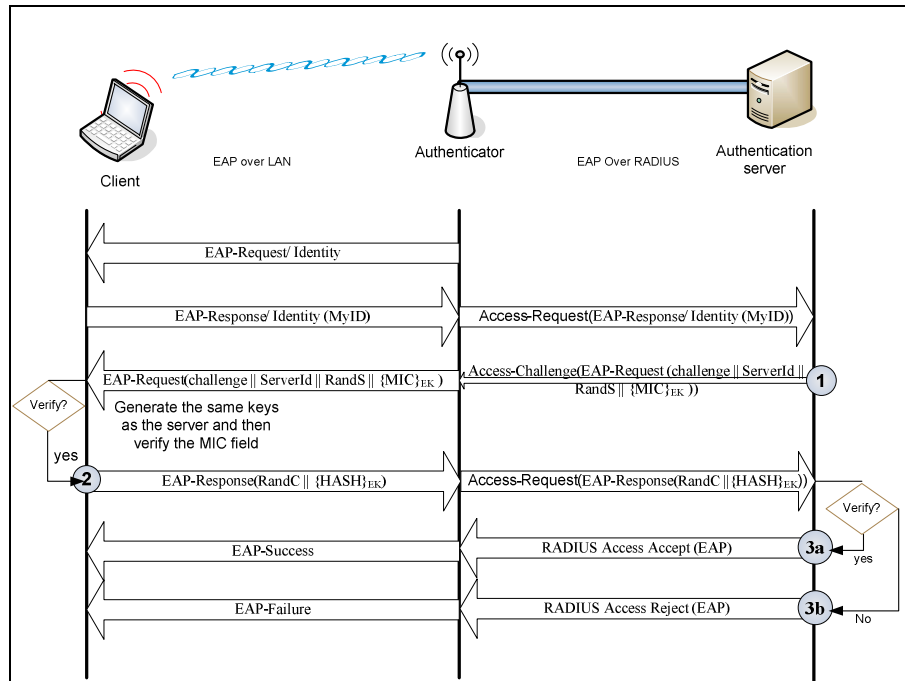 EAP over LAN
EAP Over RADIUS
Client
Authenticator
Authentication
server
EAP-Request/ Identity
EAP-Response/ Identity (MyID)
Access-Request(EAP-Response/ Identity (MyID))
EAP-Request(challenge || ServerId || RandS || {MIC}EK )
Access-Challenge(EAP-Request (challenge || ServerId ||
RandS || {MIC}EK ))
1
Verify?
Generate the same keys
as the server and then
verify the MIC field
yes
2
EAP-Response(RandC || {HASH}EK)
Access-Request(EAP-Response(RandC || {HASH}EK))
Verify?
EAP-Success
RADIUS Access Accept (EAP)
3a
yes
EAP-Failure
RADIUS Access Reject (EAP)
3b
No